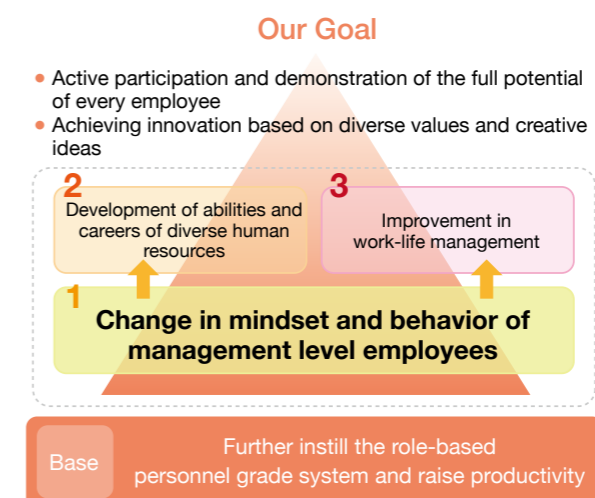 Our Goal
● Active participation and demonstration of the full potential
of every employee
● Achieving innovation based on diverse values and creative
ideas
2
Development of abilities and
careers of diverse human
resources
3
Improvement in
work-life management
1
Change in mindset and behavior of
management level employees
Base
Further instill the role-based
personnel grade system and raise productivity